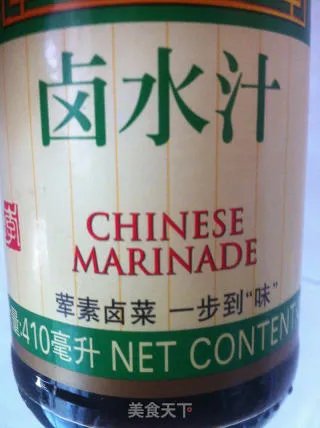 卤水汁
CHINESE
MARINADE
荤素卤菜 一步到“味”
量:410毫升 NET CONTENT
美食天下